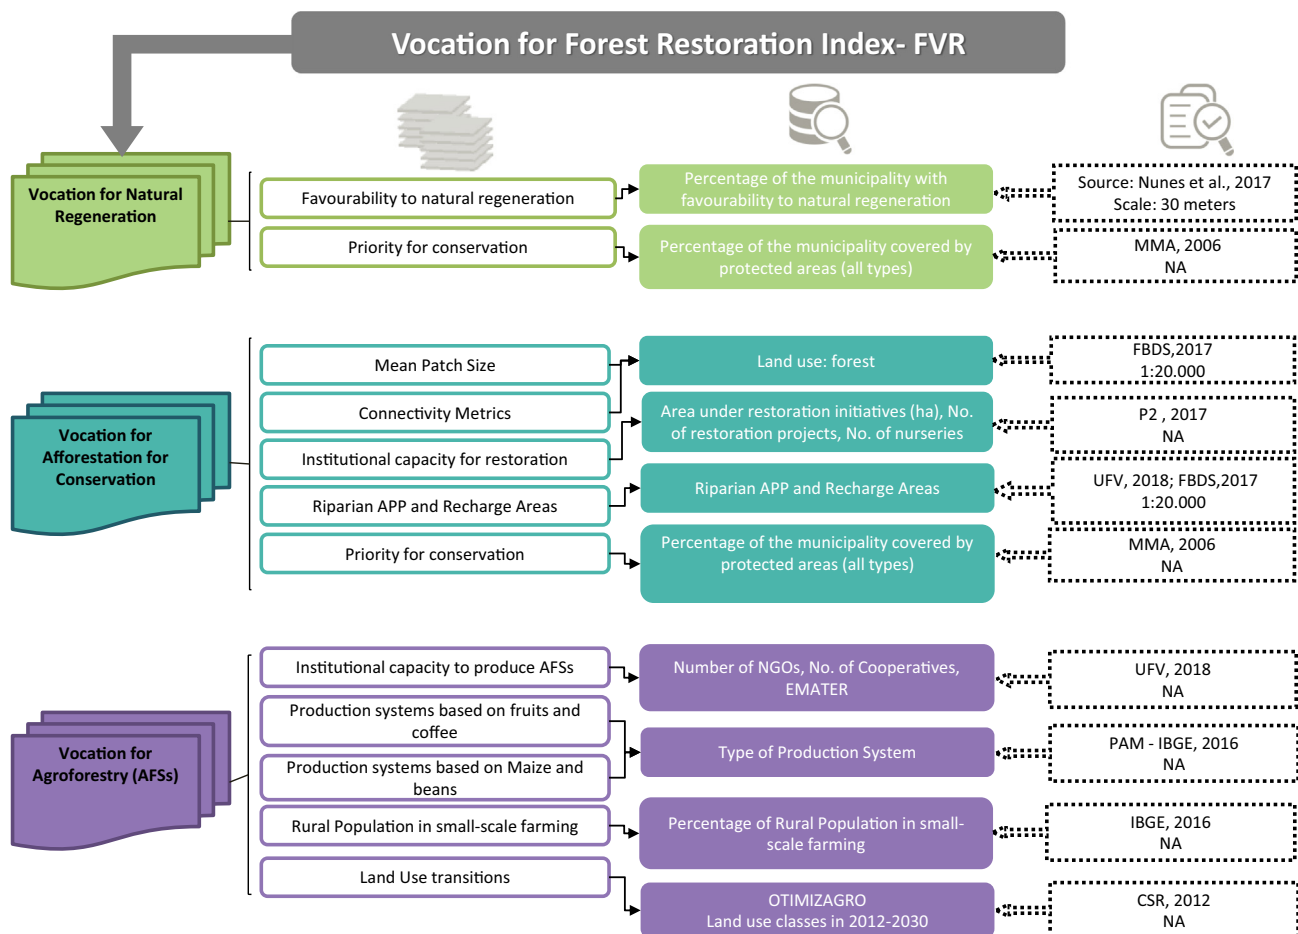 Vocation for Forest Restoration Index- FVR
Vocation for Natural
Regeneration
Favourability to natural regeneration
Percentage of the municipality with
favourability to natural regeneration
Source: Nunes et al., 2017
Scale: 30 meters
Priority for conservation
Percentage of the municipality covered by
protected areas (all types)
MMA, 2006
NA
Vocation for
Afforestation for
Conservation
Mean Patch Size
Connectivity Metrics
Land use: forest
FBDS,2017
1:20.000
Institutional capacity for restoration
Area under restoration initiatives (ha), No.
of restoration projects, No. of nurseries
P2 , 2017
NA
Riparian APP and Recharge Areas
Riparian APP and Recharge Areas
UFV, 2018; FBDS,2017
1:20.000
Priority for conservation
Percentage of the municipality covered by
protected areas (all types)
MMA, 2006
NA
Vocation for
Agroforestry (AFSs)
Institutional capacity to produce AFSs
Number of NGOs, No. of Cooperatives,
EMATER
UFV, 2018
NA
Production systems based on fruits and
coffee
Production systems based on Maize and
beans
Type of Production System
PAM - IBGE, 2016
NA
Rural Population in small-scale farming
Percentage of Rural Population in small-
scale farming
IBGE, 2016
NA
Land Use transitions
OTIMIZAGRO
Land use classes in 2012-2030
CSR, 2012
NA